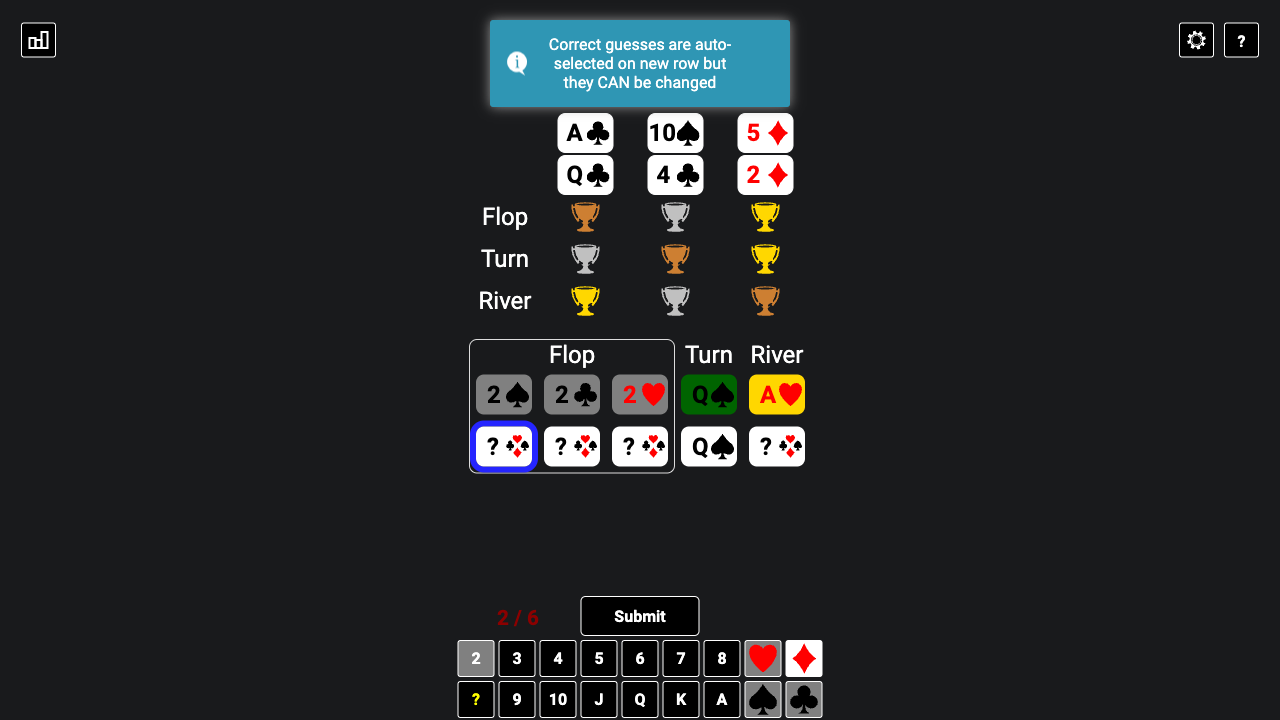 Correct guesses are auto-
selected on new row but
they CAN be changed
?
A 10 5
Q 4 2
Flop
Turn
River
Flop Turn River
2 2 2 Q A
? ? ? Q ?
2 / 6 Submit
2 3 4 5 6 7 8
? 9 10 J Q K A